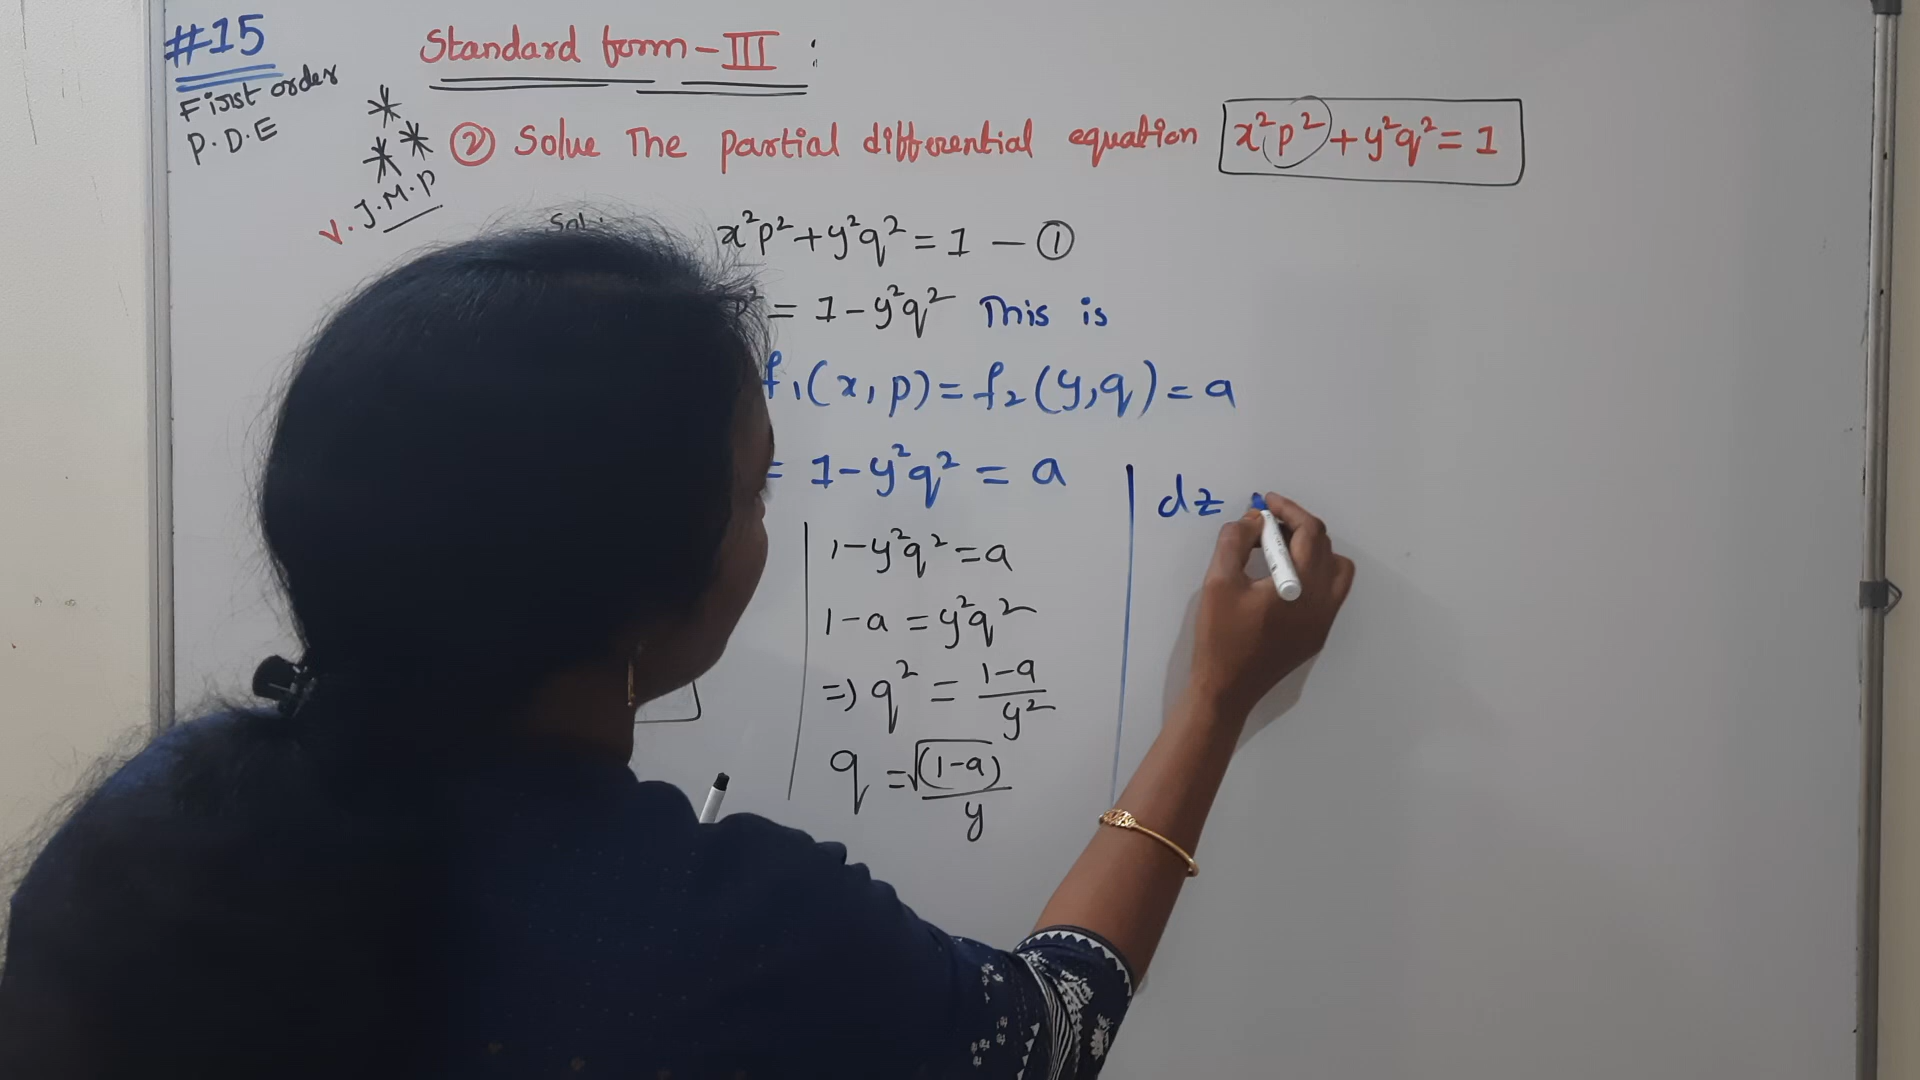 #15
First order
P.D.E
Standard form-III :
V. I.M.P
② Solve The partial differential equation x²p²+y²q²=1
x²p²+y²q²=1 — ①
p² = 1-y²q² This is
f₁(x,p)=f₂(y,q)=a
= 1-y²q² = a
1-y²q²=a
1-a=y²q²
=> q² = (1-a)/y²
q = √(1-a)/y
dz